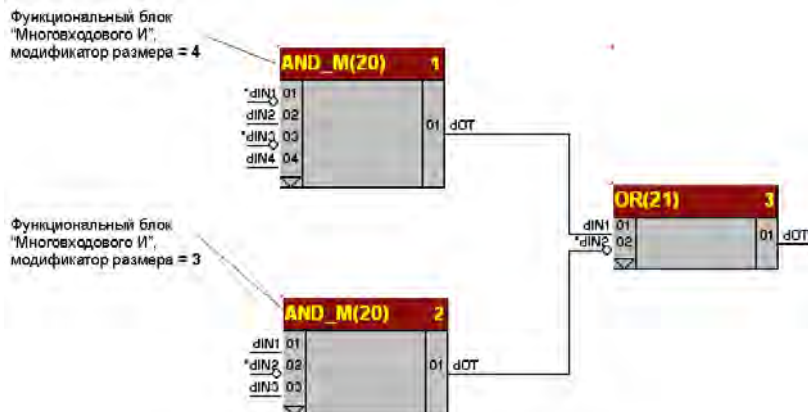 Функциональный блок
"Многовходового И",
модификатор размера = 4
AND_M(20) 1
*dIN1 01
dIN2 02
*dIN3 03
dIN4 04
01 dOT
OR(21) 3
dIN1 01
*dIN2 02
01 dOT
Функциональный блок
"Многовходового И",
модификатор размера = 3
AND_M(20) 2
dIN1 01
*dIN2 02
dIN3 03
01 dOT